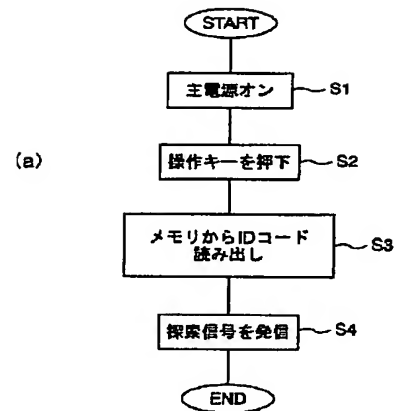 START
主電源オン
S1
(a)
操作キーを押下
S2
メモリからIDコード
読み出し
S3
探索信号を発信
S4
END